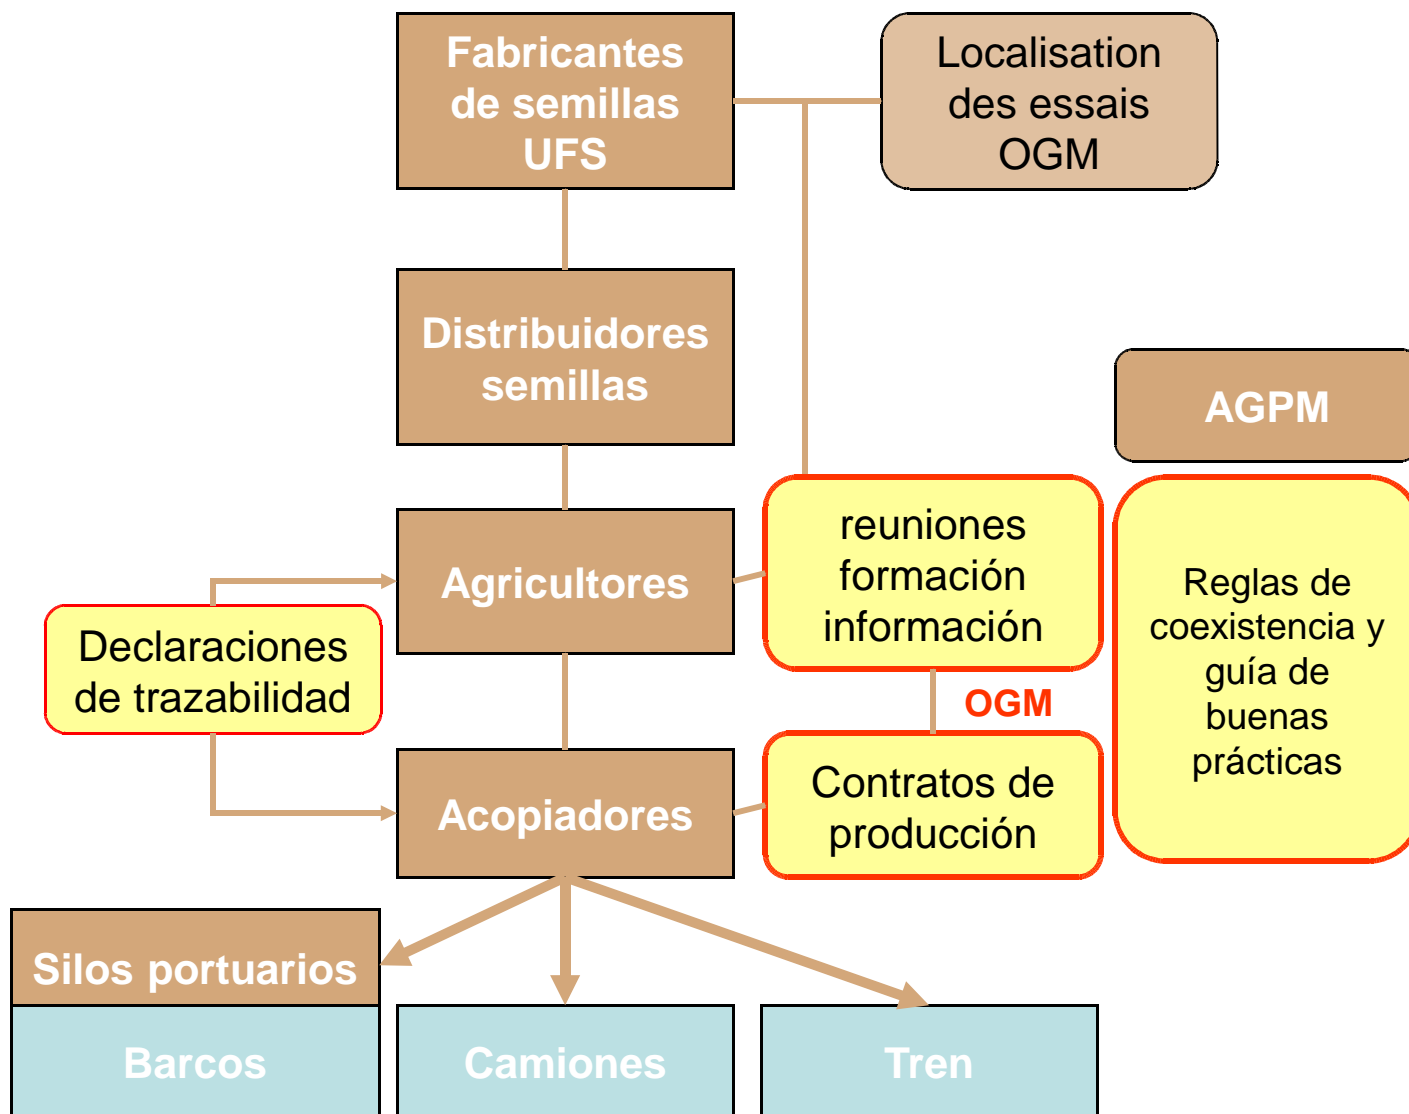 Fabricantes
de semillas
UFS
Localisation
des essais
OGM
Distribuidores
semillas
AGPM
Agricultores
reuniones
formación
información
Reglas de
coexistencia y
guía de
buenas
prácticas
Declaraciones
de trazabilidad
OGM
Acopiadores
Contratos de
producción
Silos portuarios
Barcos
Camiones
Tren